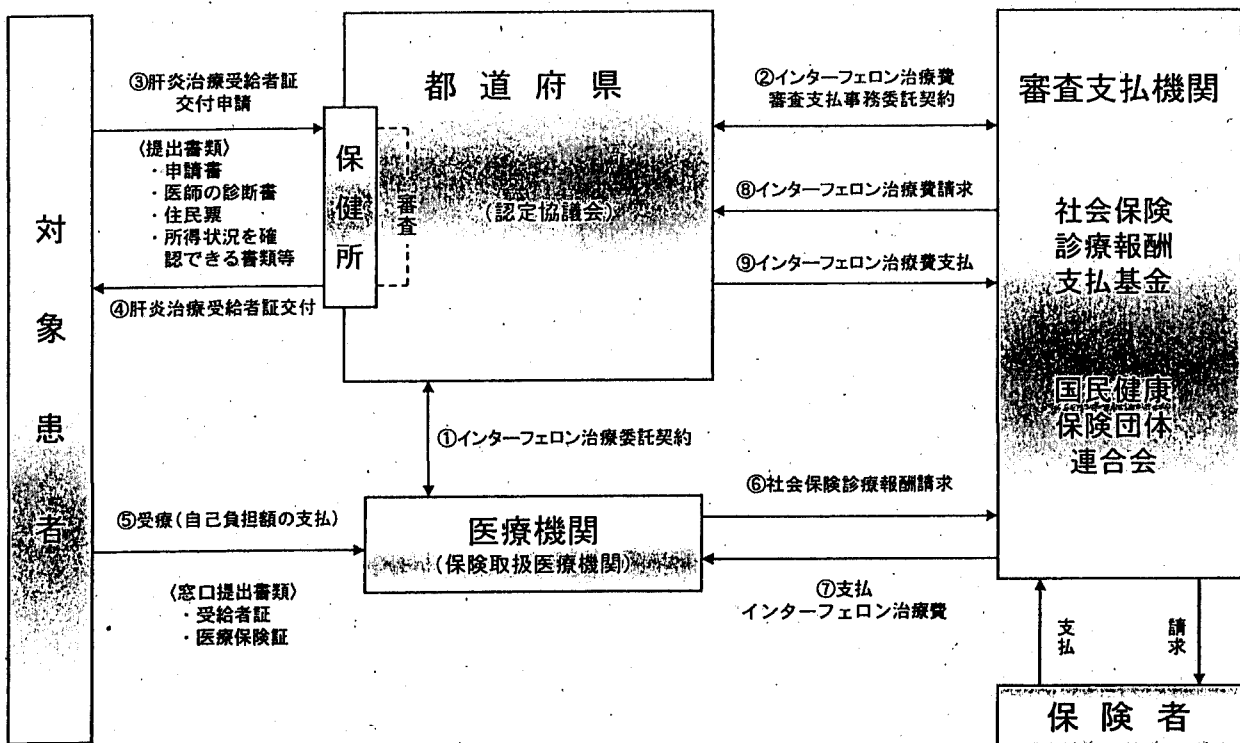 対象患者
③肝炎治療受給者証
交付申請
〈提出書類〉
・申請書
・医師の診断書
・住民票
・所得状況を確
認できる書類等
④肝炎治療受給者証交付
都道府県
保健所
審査
(認定協議会)
②インターフェロン治療費
審査支払事務委託契約
⑧インターフェロン治療費請求
⑨インターフェロン治療費支払
審査支払機関
社会保険
診療報酬
支払基金
国民健康
保険団体
連合会
①インターフェロン治療委託契約
⑤受療(自己負担額の支払)
〈窓口提出書類〉
・受給者証
・医療保険証
医療機関
(保険取扱医療機関)
⑥社会保険診療報酬請求
⑦支払
インターフェロン治療費
支払
請求
保険者